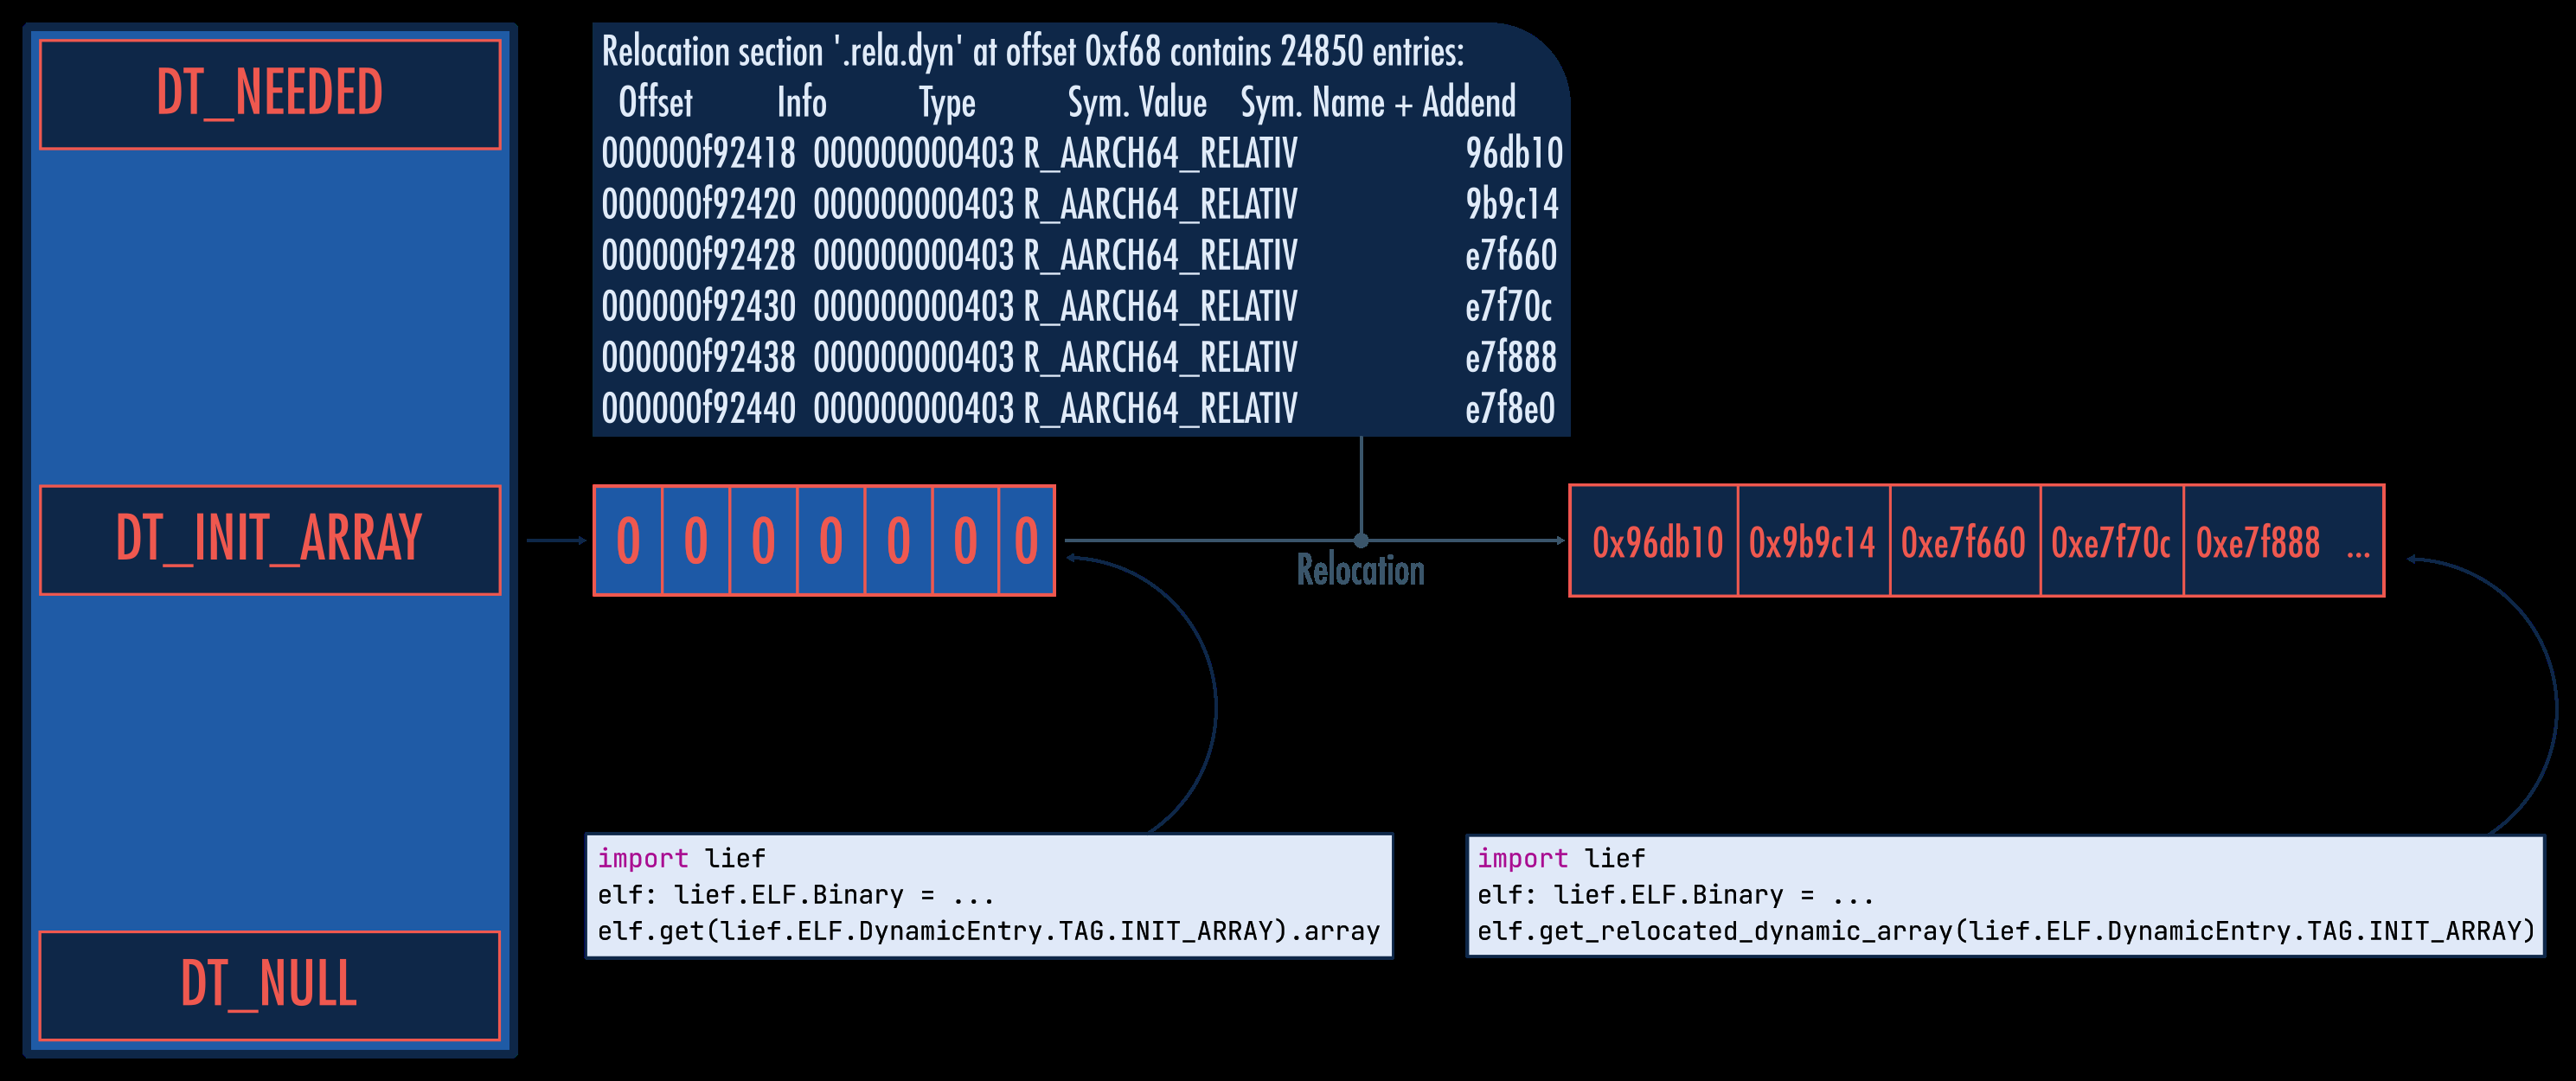 DT_NEEDED
DT_INIT_ARRAY
DT_NULL
Relocation section '.rela.dyn' at offset 0xf68 contains 24850 entries:
Offset Info Type Sym. Value Sym. Name + Addend
000000f92418 000000000403 R_AARCH64_RELATIV 96db10
000000f92420 000000000403 R_AARCH64_RELATIV 9b9c14
000000f92428 000000000403 R_AARCH64_RELATIV e7f660
000000f92430 000000000403 R_AARCH64_RELATIV e7f70c
000000f92438 000000000403 R_AARCH64_RELATIV e7f888
000000f92440 000000000403 R_AARCH64_RELATIV e7f8e0
0 0 0 0 0 0 0
Relocation
0x96db10 0x9b9c14 0xe7f660 0xe7f70c 0xe7f888 ...
import lief
elf: lief.ELF.Binary = ...
elf.get(lief.ELF.DynamicEntry.TAG.INIT_ARRAY).array
import lief
elf: lief.ELF.Binary = ...
elf.get_relocated_dynamic_array(lief.ELF.DynamicEntry.TAG.INIT_ARRAY)